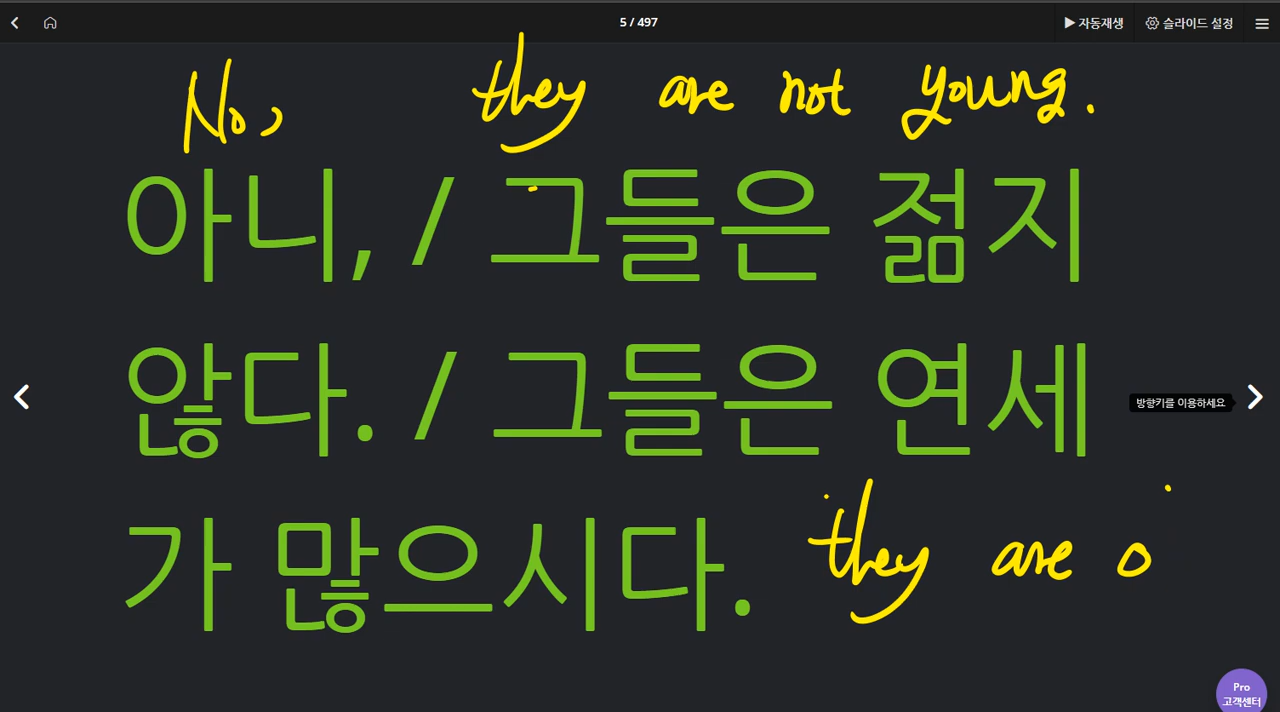 5 / 497
자동재생
슬라이드 설정
No, they are not young.
아니, / 그들은 젊지
않다. / 그들은 연세
방향키를 이용하세요
가 많으시다.
they are o
Pro
고객센터